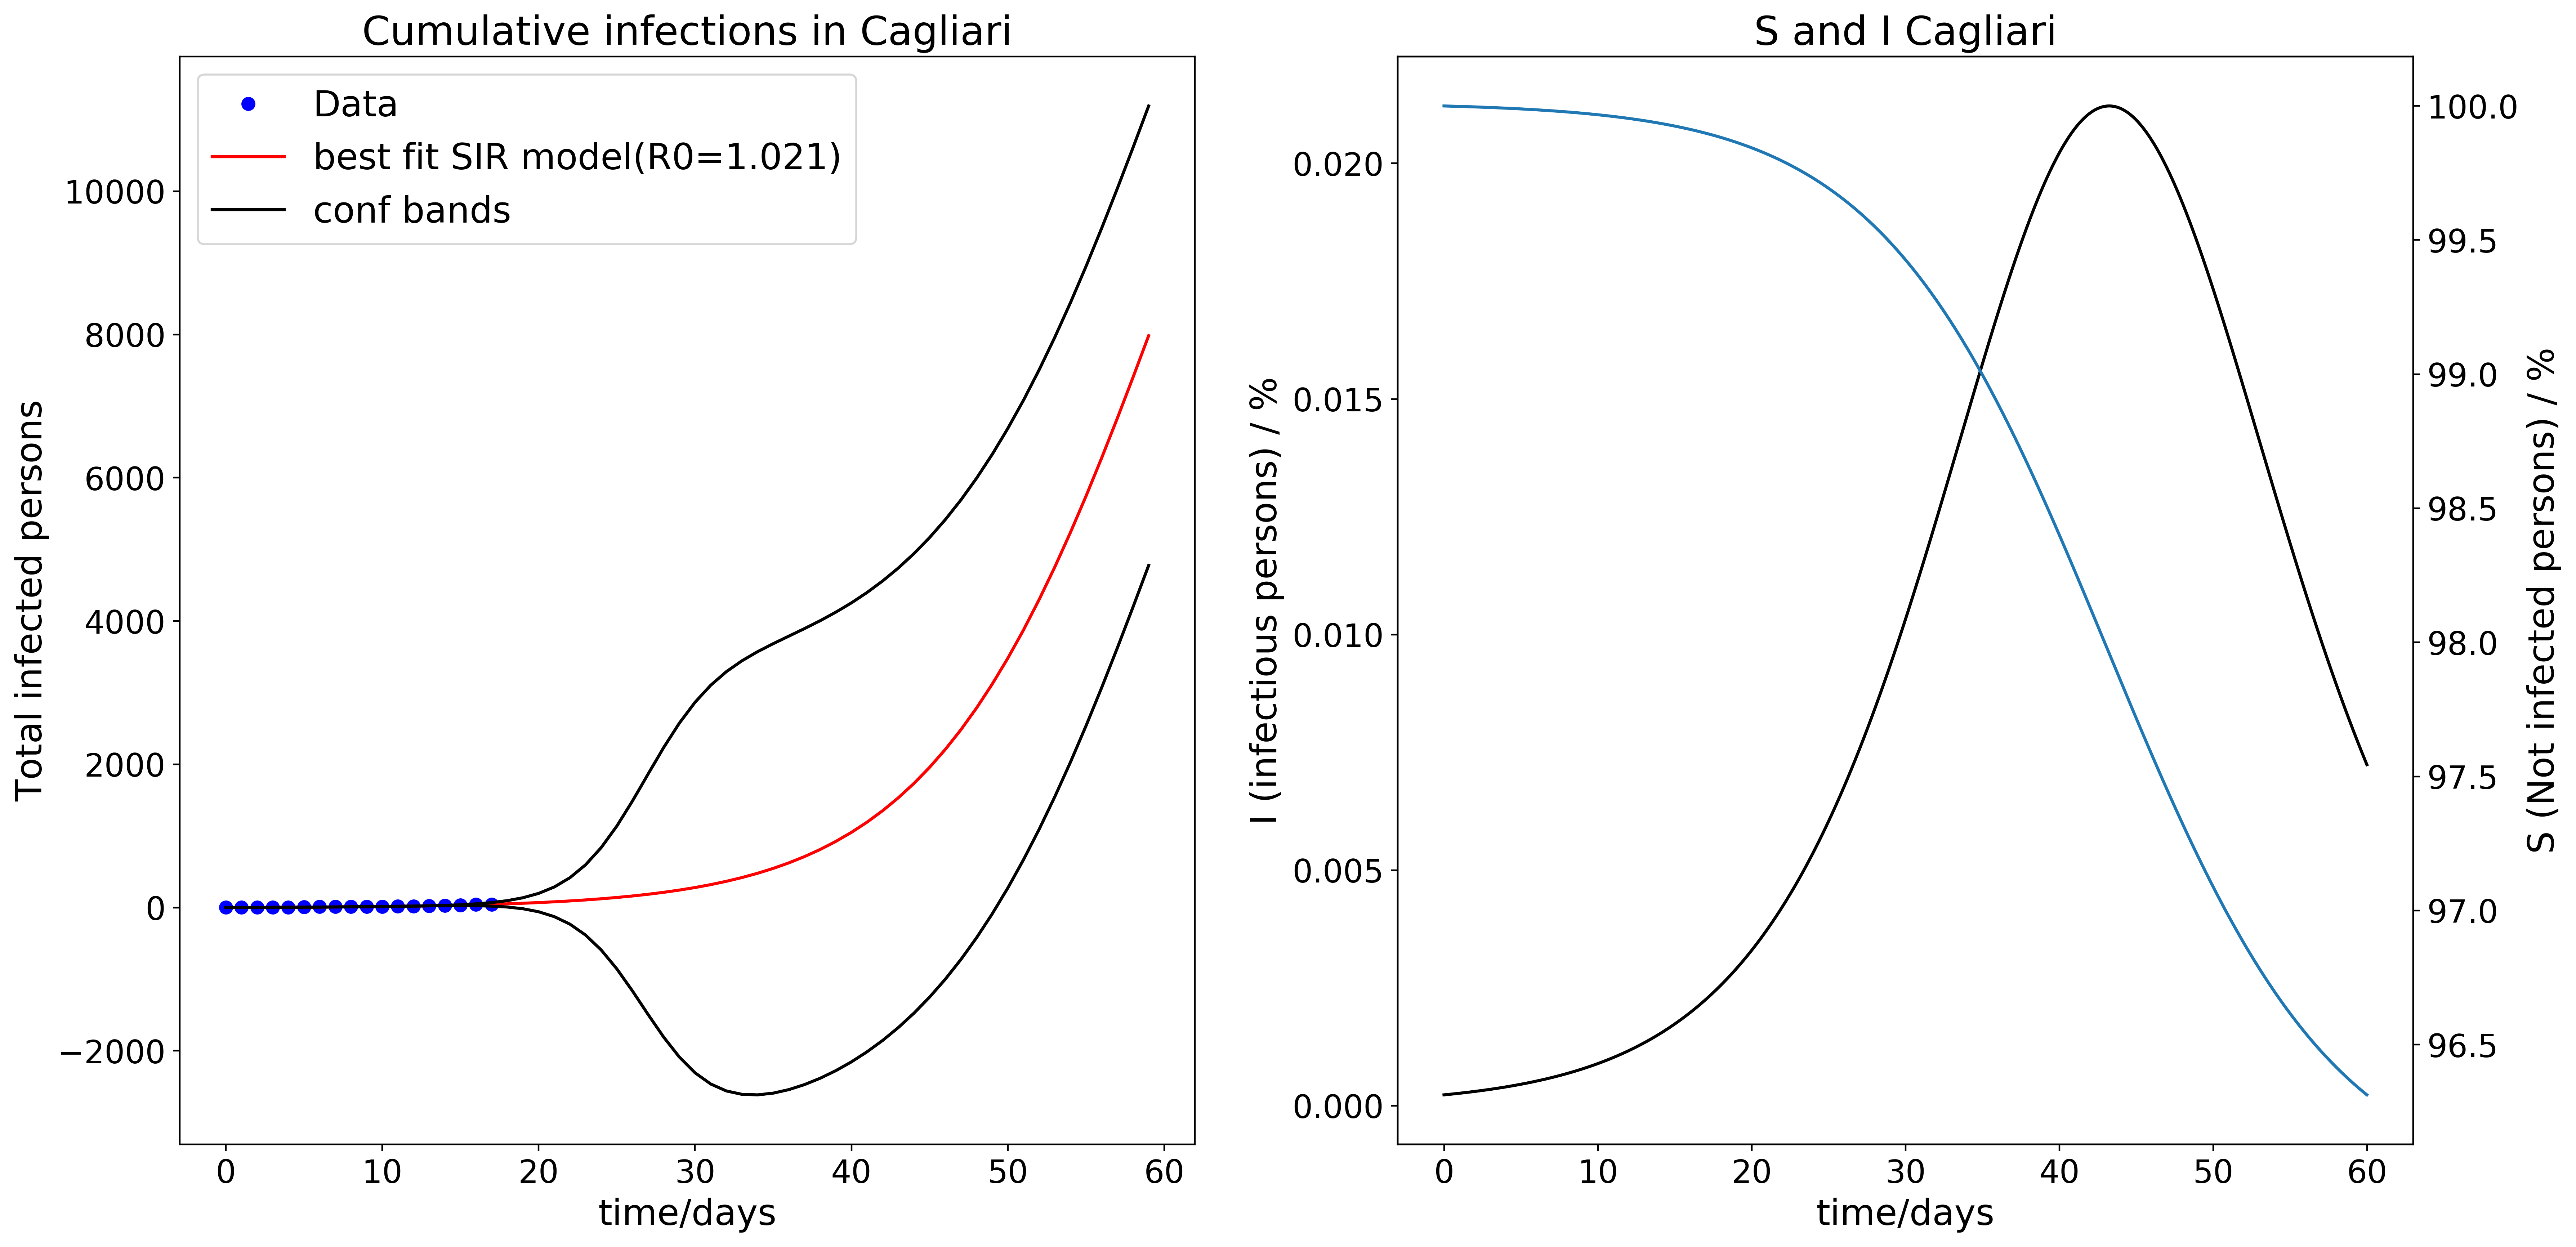 Cumulative infections in Cagliari
Data
best fit SIR model(R0=1.021)
conf bands
Total infected persons
10000
8000
6000
4000
2000
0
−2000
0 10 20 30 40 50 60
time/days
S and I Cagliari
I (infectious persons) / %
0.020
0.015
0.010
0.005
0.000
100.0
99.5
99.0
98.5
98.0
97.5
97.0
96.5
S (Not infected persons) / %
0 10 20 30 40 50 60
time/days